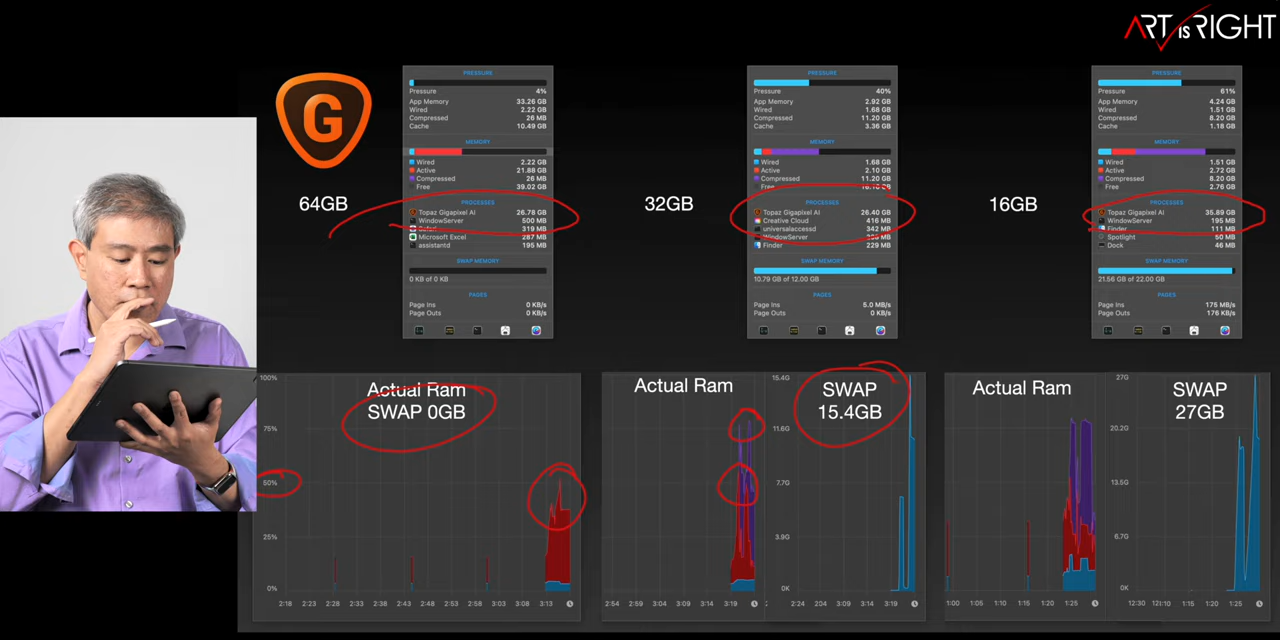 ART IS RIGHT
G
64GB
PRESSURE
Pressure 4%
App Memory 33.26 GB
Wired 2.22 GB
Compressed 26 MB
Cache 10.49 GB
MEMORY
Wired 2.22 GB
Active 21.88 GB
Compressed 26 MB
Free 39.02 GB
PROCESSES
Topaz Gigapixel AI 26.78 GB
WindowServer 500 MB
Safari 319 MB
Microsoft Excel 287 MB
assistantd 195 MB
SWAP MEMORY
0 KB of 0 KB
PAGES
Page Ins 0 KB/s
Page Outs 0 KB/s
32GB
PRESSURE
Pressure 40%
App Memory 2.92 GB
Wired 1.68 GB
Compressed 11.20 GB
Cache 3.36 GB
MEMORY
Wired 1.68 GB
Active 2.10 GB
Compressed 11.20 GB
Free
PROCESSES
Topaz Gigapixel AI 26.40 GB
Creative Cloud 416 MB
universalaccessd 342 MB
WindowServer
Finder 229 MB
SWAP MEMORY
10.79 GB of 12.00 GB
PAGES
Page Ins 5.0 MB/s
Page Outs 0 KB/s
16GB
PRESSURE
Pressure 61%
App Memory 4.24 GB
Wired 1.51 GB
Compressed 8.20 GB
Cache 1.18 GB
MEMORY
Wired 1.51 GB
Active 2.72 GB
Compressed 8.20 GB
Free 2.76 GB
PROCESSES
Topaz Gigapixel AI 35.89 GB
WindowServer 195 MB
Finder 111 MB
Spotlight 50 MB
Dock 46 MB
SWAP MEMORY
21.56 GB of 22.00 GB
PAGES
Page Ins 175 MB/s
Page Outs 176 KB/s
Actual Ram
SWAP 0GB
100%
75%
50%
25%
0%
2:18 2:23 2:28 2:33 2:38 2:43 2:48 2:53 2:58 3:03 3:08 3:13
Actual Ram
2:54 2:59 3:04 3:09 3:14 3:19
SWAP
15.4GB
15.4G
11.6G
7.7G
3.9G
0K
2:24 204 3:09 3:14 3:19
Actual Ram
1:00 1:05 1:10 1:15 1:20 1:25
SWAP
27GB
27G
20.2G
13.5G
6.7G
0K
12:30 121:10 1:15 1:20 1:25